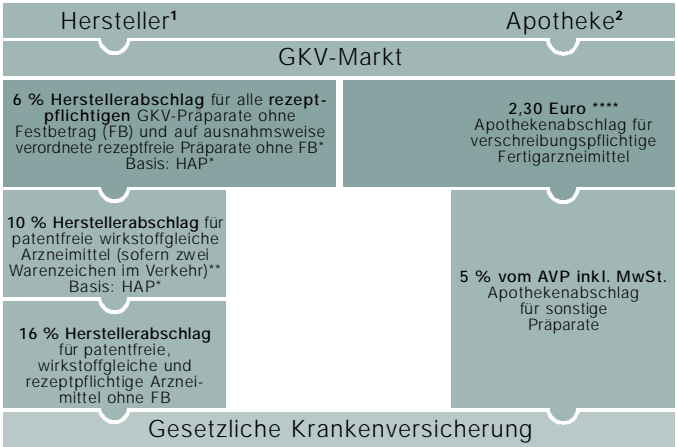 Hersteller¹
Apotheke²
GKV-Markt
6 % Herstellerabschlag für alle rezept-
pflichtigen GKV-Präparate ohne
Festbetrag (FB) und auf ausnahmsweise
verordnete rezeptfreie Präparate ohne FB*
Basis: HAP*
2,30 Euro ****
Apothekenabschlag für
verschreibungspflichtige
Fertigarzneimittel
10 % Herstellerabschlag für
patentfreie wirkstoffgleiche
Arzneimittel (sofern zwei
Warenzeichen im Verkehr)**
Basis: HAP*
5 % vom AVP inkl. MwSt.
Apothekenabschlag
für sonstige
Präparate
16 % Herstellerabschlag
für patentfreie,
wirkstoffgleiche und
rezeptpflichtige Arznei-
mittel ohne FB
Gesetzliche Krankenversicherung